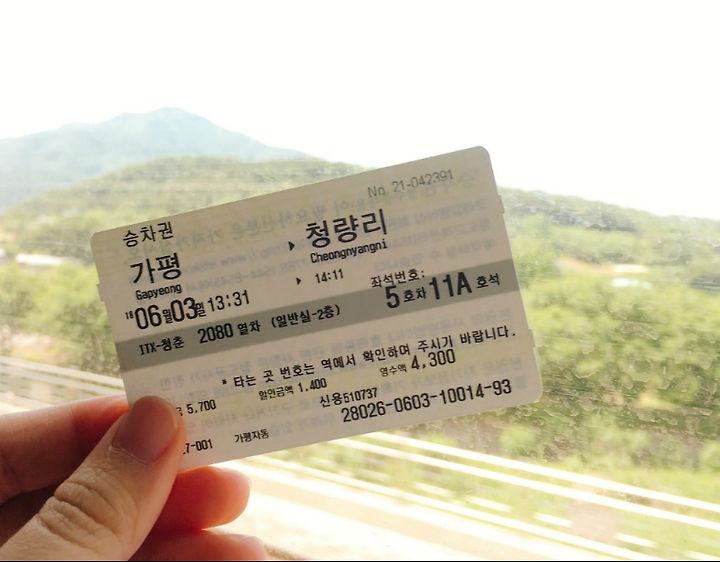 No. 21-042391
승차권
가평 ▶ 청량리
Gapyeong Cheongnyangni
18 06월03일 13:31 ▶ 14:11 좌석번호:
5호차 11A 호석
ITX-청춘 2080 열차 (일반실-2층)
* 타는 곳 번호는 역에서 확인하며 주시기 바랍니다.
5,700 할인금액 1,400 영수액 4,300
신용510737
7-001 가평자동 28026-0603-10014-93